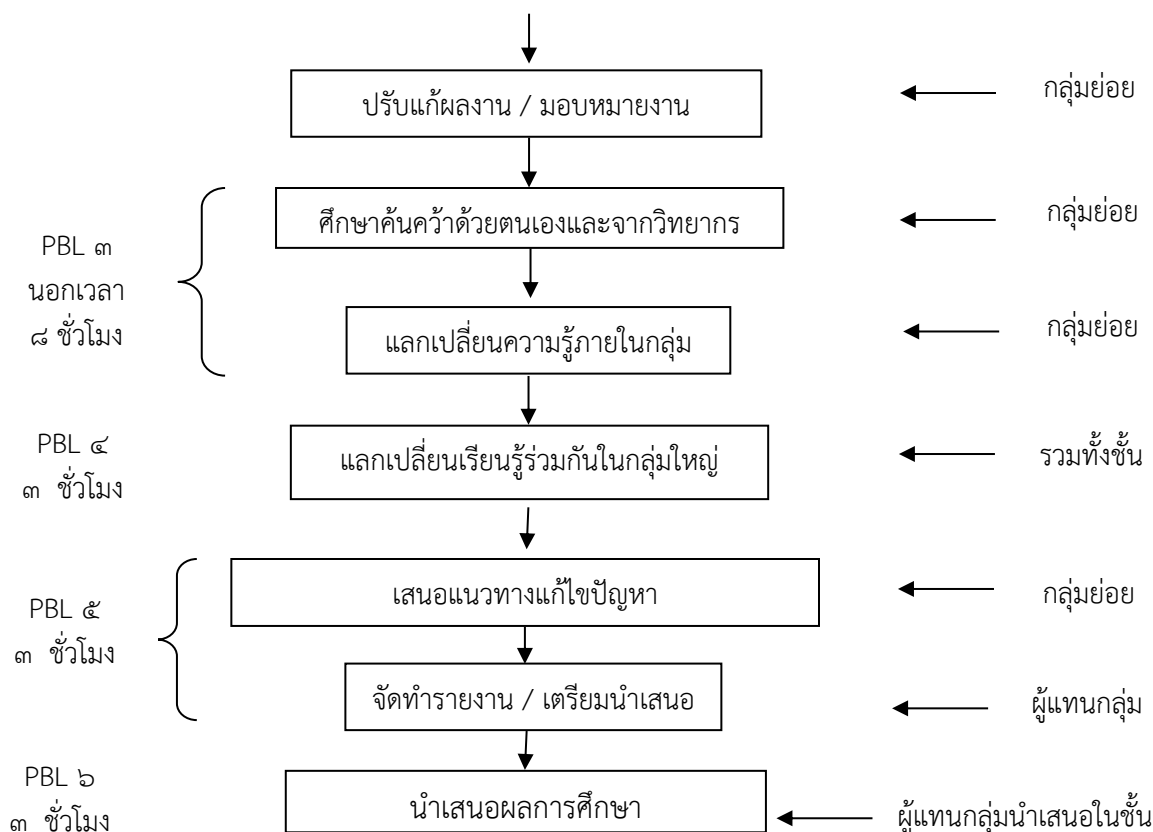 ปรับแก้ผลงาน / มอบหมายงาน
กลุ่มย่อย
ศึกษาค้นคว้าด้วยตนเองและจากวิทยากร
กลุ่มย่อย
PBL ๓
นอกเวลา
๘ ชั่วโมง
แลกเปลี่ยนความรู้ภายในกลุ่ม
กลุ่มย่อย
PBL ๔
๓ ชั่วโมง
แลกเปลี่ยนเรียนรู้ร่วมกันในกลุ่มใหญ่
รวมทั้งชั้น
เสนอแนวทางแก้ไขปัญหา
กลุ่มย่อย
PBL ๕
๓ ชั่วโมง
จัดทำรายงาน / เตรียมนำเสนอ
ผู้แทนกลุ่ม
PBL ๖
๓ ชั่วโมง
นำเสนอผลการศึกษา
ผู้แทนกลุ่มนำเสนอในชั้น